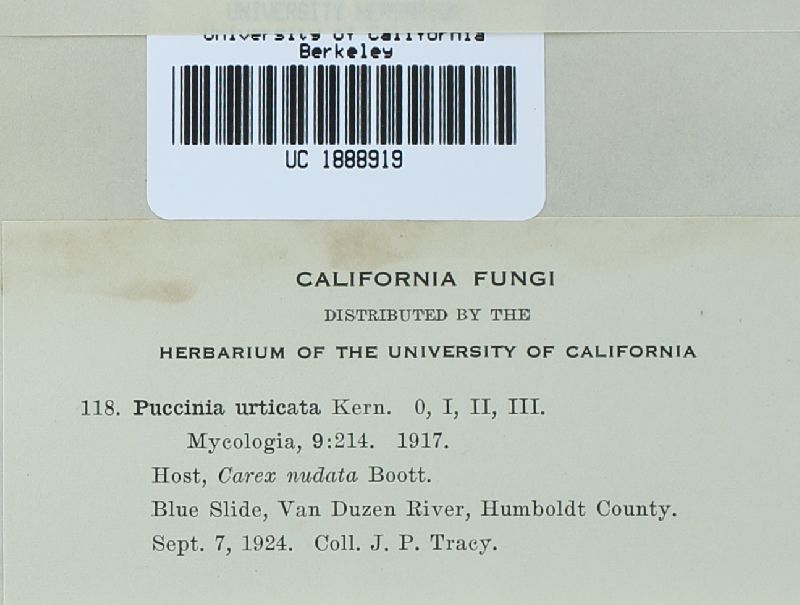 University of California
Berkeley
UC 1888919
CALIFORNIA FUNGI
DISTRIBUTED BY THE
HERBARIUM OF THE UNIVERSITY OF CALIFORNIA
118. Puccinia urticata Kern. 0, I, II, III.
Mycologia, 9:214. 1917.
Host, Carex nudata Boott.
Blue Slide, Van Duzen River, Humboldt County.
Sept. 7, 1924. Coll. J. P. Tracy.